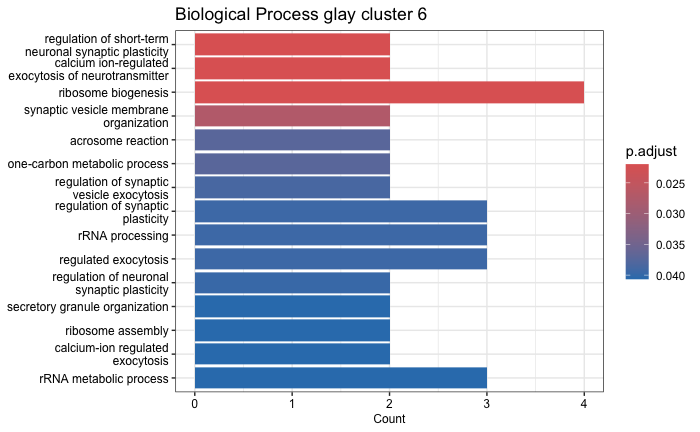 Biological Process glay cluster 6
regulation of short-term
neuronal synaptic plasticity
calcium ion-regulated
exocytosis of neurotransmitter
ribosome biogenesis
synaptic vesicle membrane
organization
acrosome reaction
one-carbon metabolic process
regulation of synaptic
vesicle exocytosis
regulation of synaptic
plasticity
rRNA processing
regulated exocytosis
regulation of neuronal
synaptic plasticity
secretory granule organization
ribosome assembly
calcium-ion regulated
exocytosis
rRNA metabolic process
0 1 2 3 4
Count
p.adjust
0.025
0.030
0.035
0.040